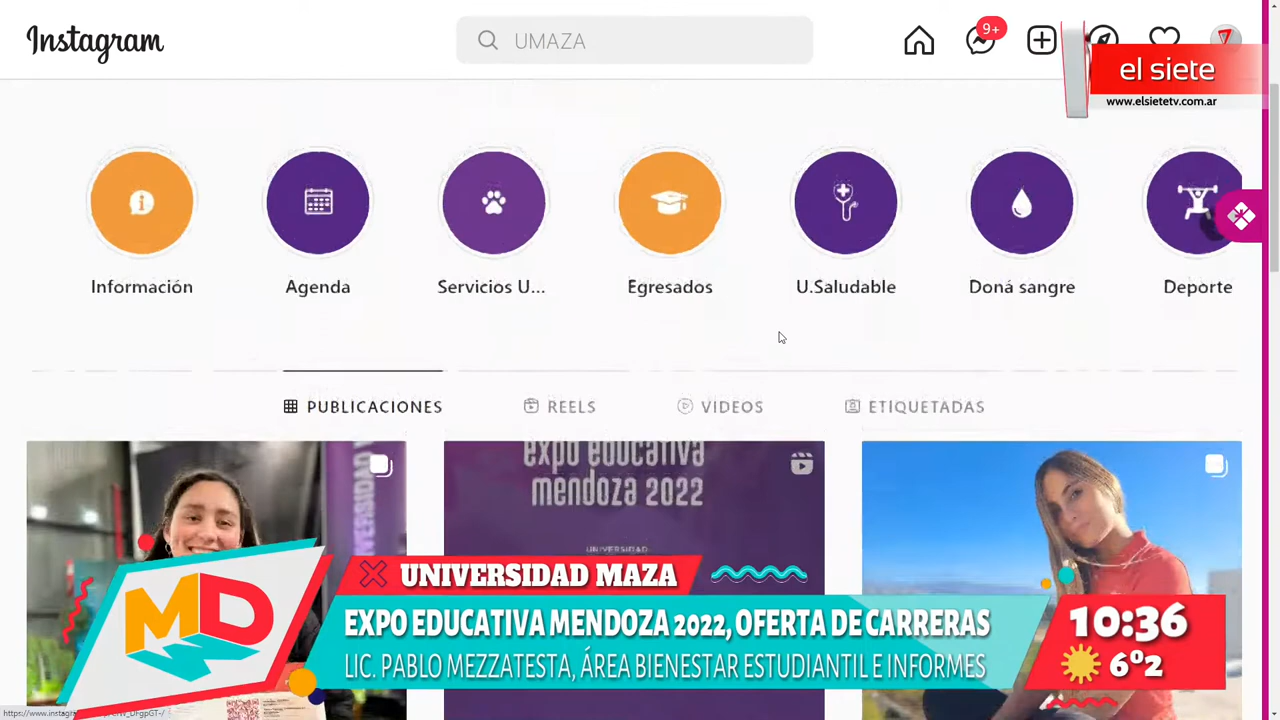 Instagram
UMAZA
9+
el siete
www.elsietetv.com.ar
Información
Agenda
Servicios U...
Egresados
U.Saludable
Doná sangre
Deporte
PUBLICACIONES
REELS
VIDEOS
ETIQUETADAS
expo educativa
mendoza 2022
UNIVERSIDAD
MD
UNIVERSIDAD MAZA
EXPO EDUCATIVA MENDOZA 2022, OFERTA DE CARRERAS
LIC. PABLO MEZZATESTA, ÁREA BIENESTAR ESTUDIANTIL E INFORMES
10:36
6º2